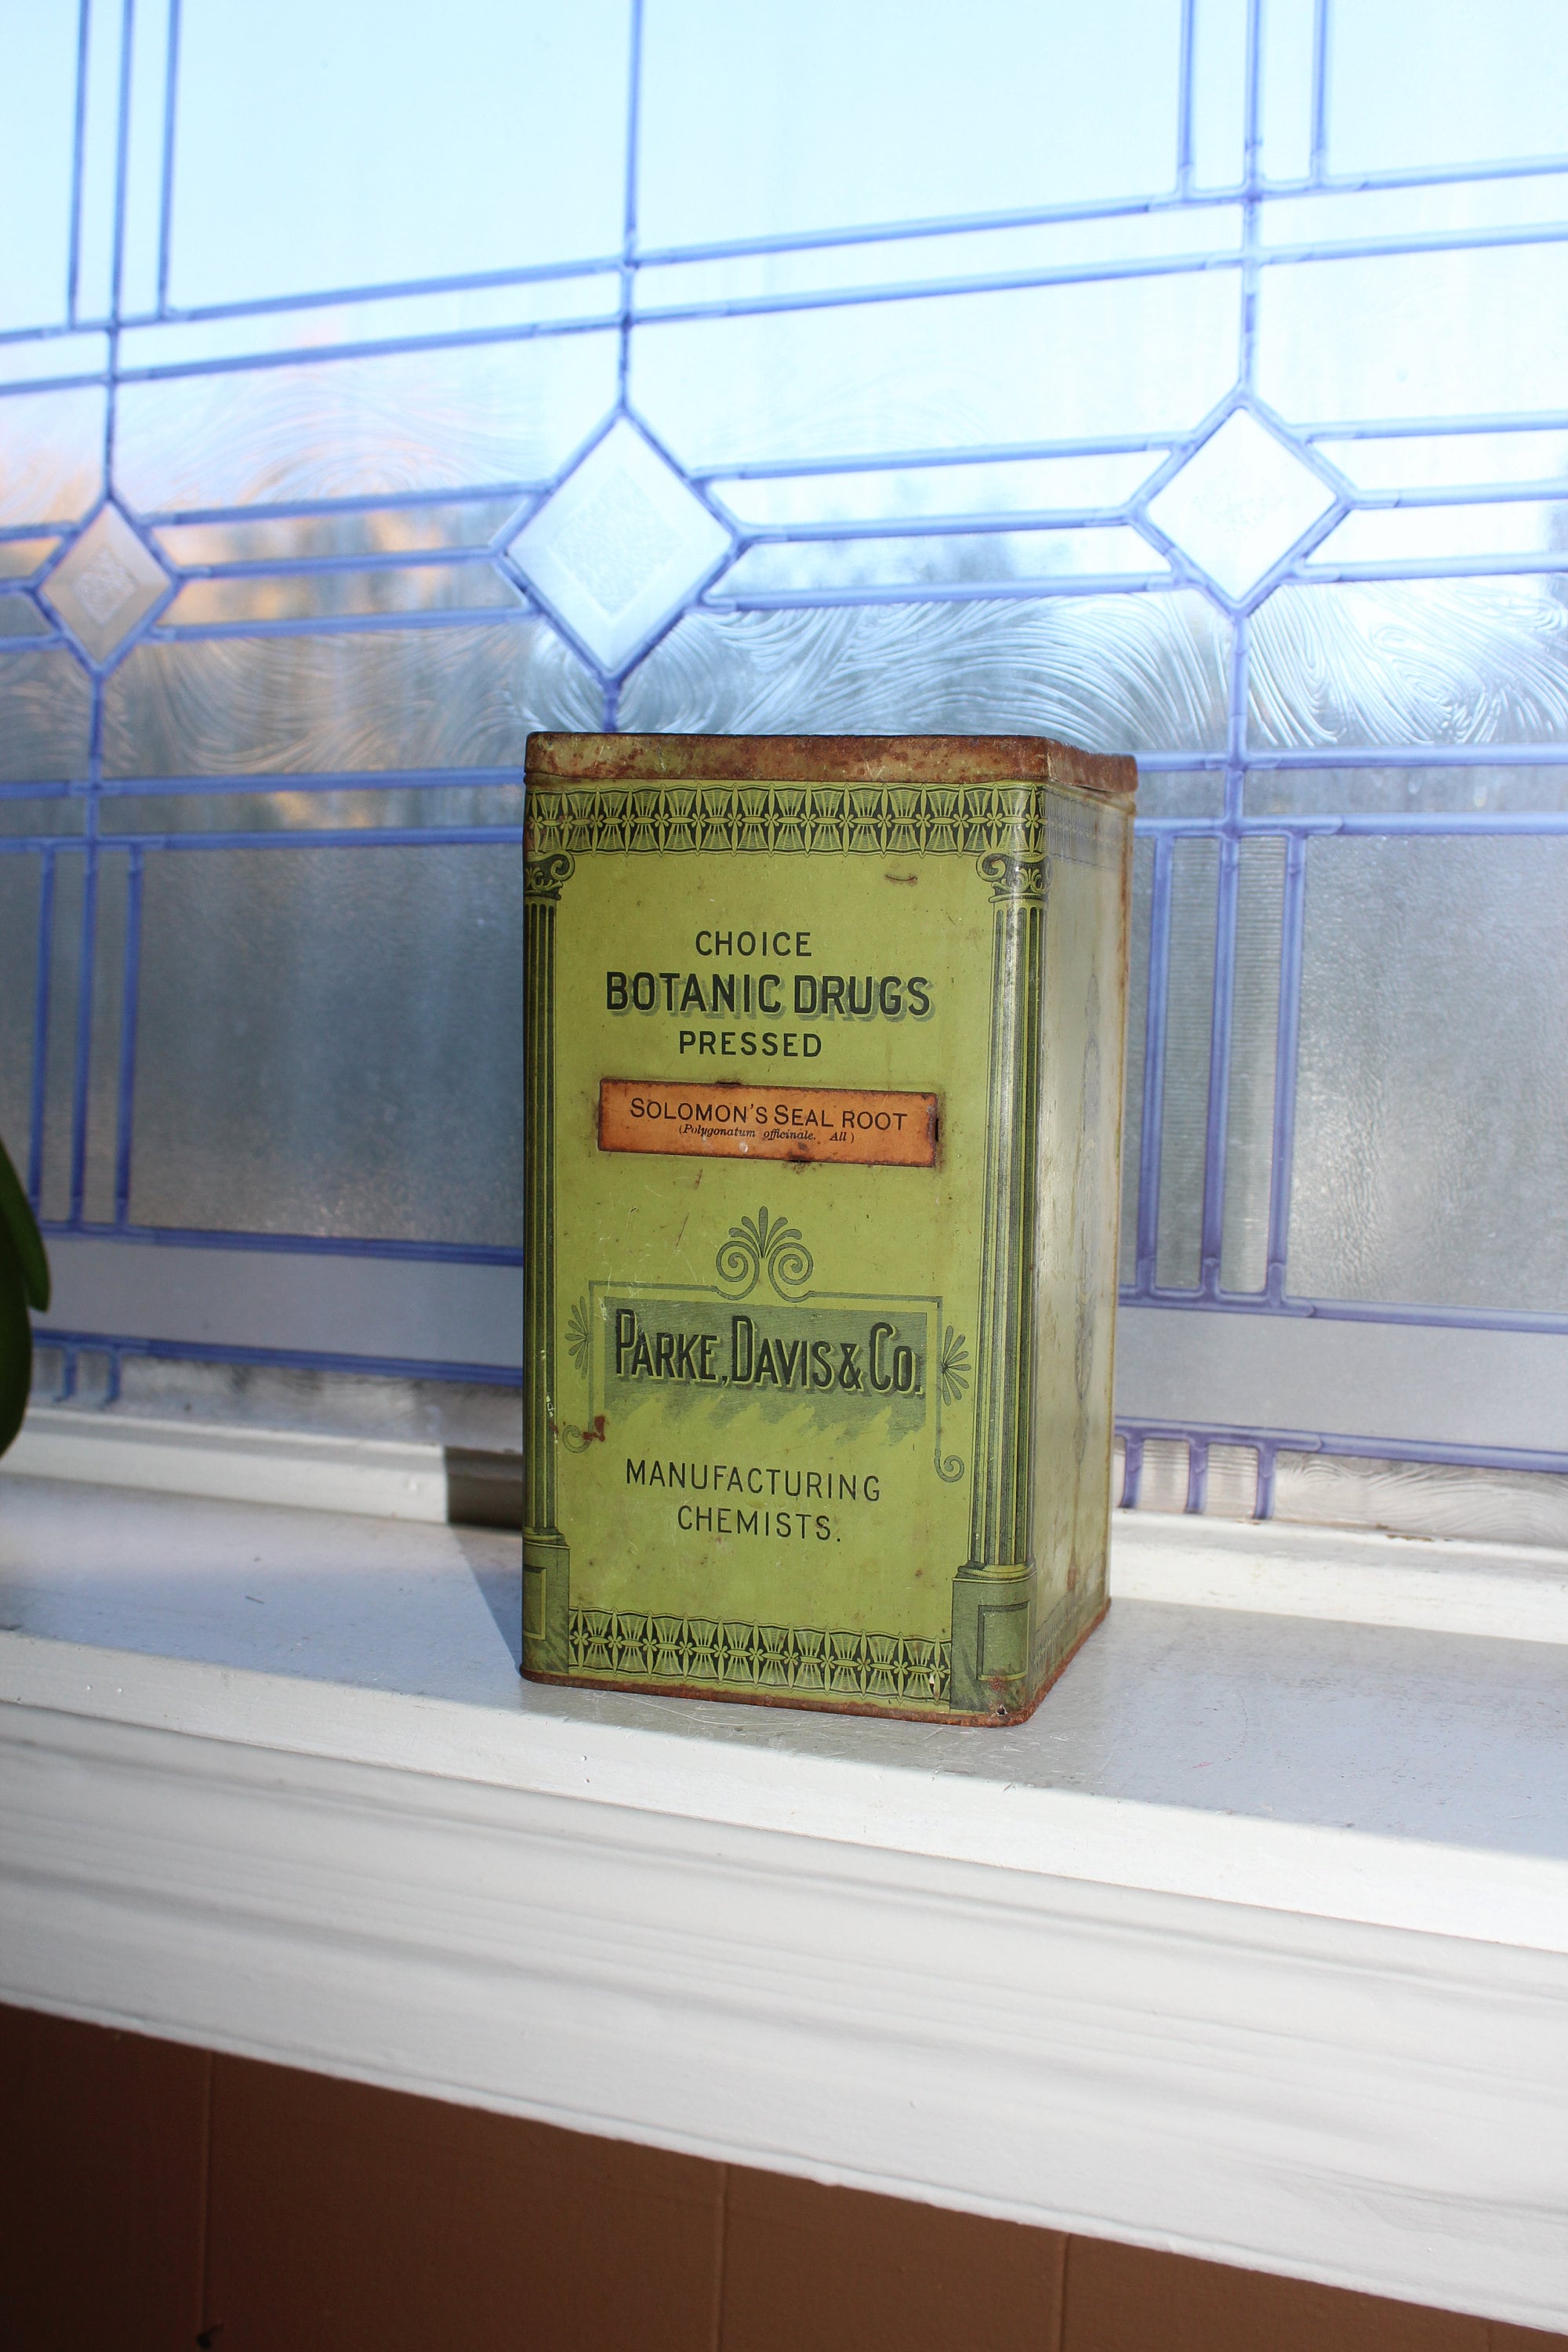 CHOICE
BOTANIC DRUGS
PRESSED
SOLOMON'S SEAL ROOT
(Polygonatum officinale. All)
PARKE, DAVIS & CO.
MANUFACTURING
CHEMISTS.